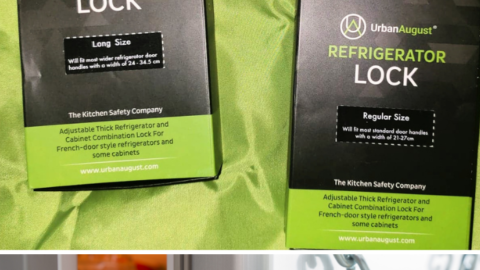 LOCK
Long Size
Will fit most wider refrigerator door
handles with a width of 24 - 34.5 cm
The Kitchen Safety Company
Adjustable Thick Refrigerator and
Cabinet Combination Lock For
French-door style refrigerators and
some cabinets
www.urbanaugust.com
UrbanAugust®
REFRIGERATOR
LOCK
Regular Size
Will fit most standard door handles
with a width of 21-27cm
The Kitchen Safety Company
Adjustable Thick Refrigerator and
Cabinet Combination Lock For
French-door style refrigerators and
some cabinets
www.urbanaugust.com